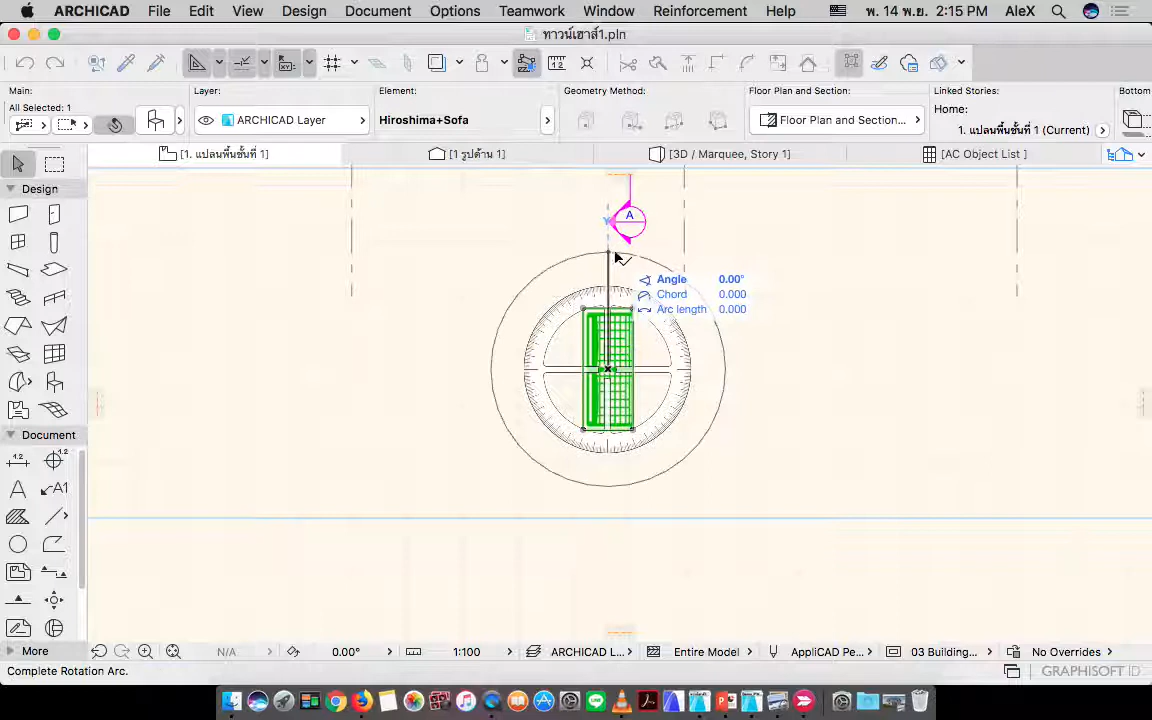 ARCHICAD File Edit View Design Document Options Teamwork Window Reinforcement Help พ. 14 พ.ย. 2:15 PM AleX
ทาวน์เฮาส์1.pln
Main: Layer: Element: Geometry Method: Floor Plan and Section: Linked Stories: Bottom
All Selected: 1
ARCHICAD Layer
Hiroshima+Sofa
Floor Plan and Section...
Home:
1. แปลนพื้นชั้นที่ 1 (Current)
[1. แปลนพื้นชั้นที่ 1] [1 รูปด้าน 1] [3D / Marquee, Story 1] [AC Object List ]
Design
A
Angle 0.00°
Chord 0.000
Arc length 0.000
Document
1.2 1.2
A A1
More
N/A 0.00° 1:100 ARCHICAD L... Entire Model AppliCAD Pe... 03 Building... No Overrides
Complete Rotation Arc.
GRAPHISOFT ID